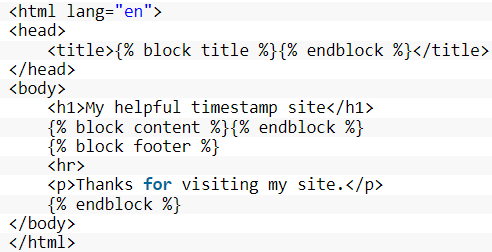 <html lang="en">
<head>
    <title>{% block title %}{% endblock %}</title>
</head>
<body>
    <h1>My helpful timestamp site</h1>
    {% block content %}{% endblock %}
    {% block footer %}
    <hr>
    <p>Thanks for visiting my site.</p>
    {% endblock %}
</body>
</html>